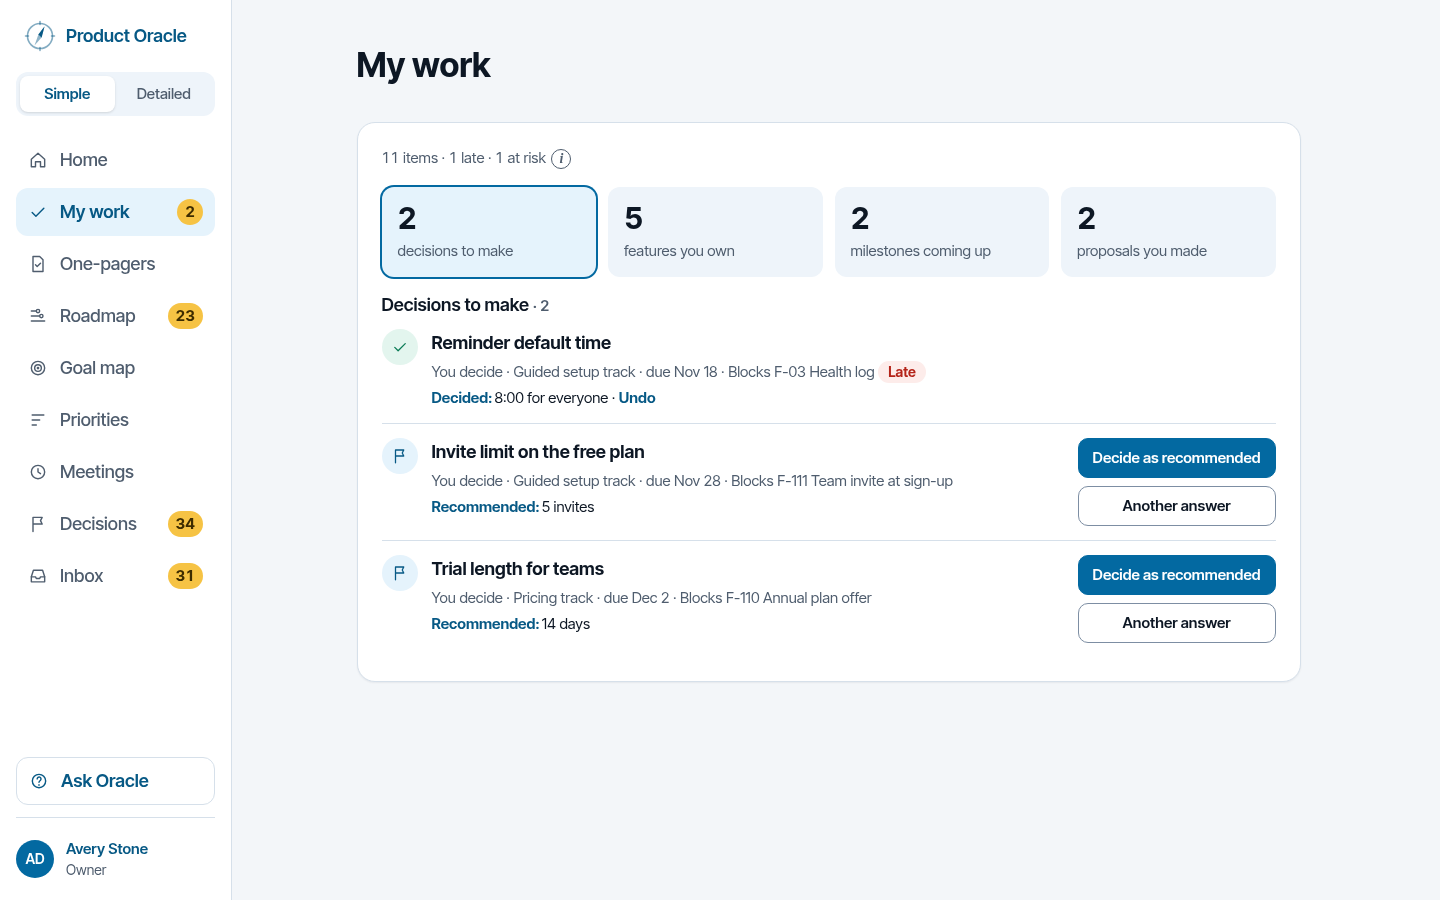 Product Oracle
Simple
Detailed
Home
My work
2
One-pagers
Roadmap
23
Goal map
Priorities
Meetings
Decisions
34
Inbox
31
Ask Oracle
AD
Avery Stone
Owner
My work
11 items · 1 late · 1 at risk i
2
decisions to make
5
features you own
2
milestones coming up
2
proposals you made
Decisions to make · 2
Reminder default time
You decide · Guided setup track · due Nov 18 · Blocks F-03 Health log Late
Decided: 8:00 for everyone · Undo
Invite limit on the free plan
You decide · Guided setup track · due Nov 28 · Blocks F-111 Team invite at sign-up
Recommended: 5 invites
Decide as recommended
Another answer
Trial length for teams
You decide · Pricing track · due Dec 2 · Blocks F-110 Annual plan offer
Recommended: 14 days
Decide as recommended
Another answer